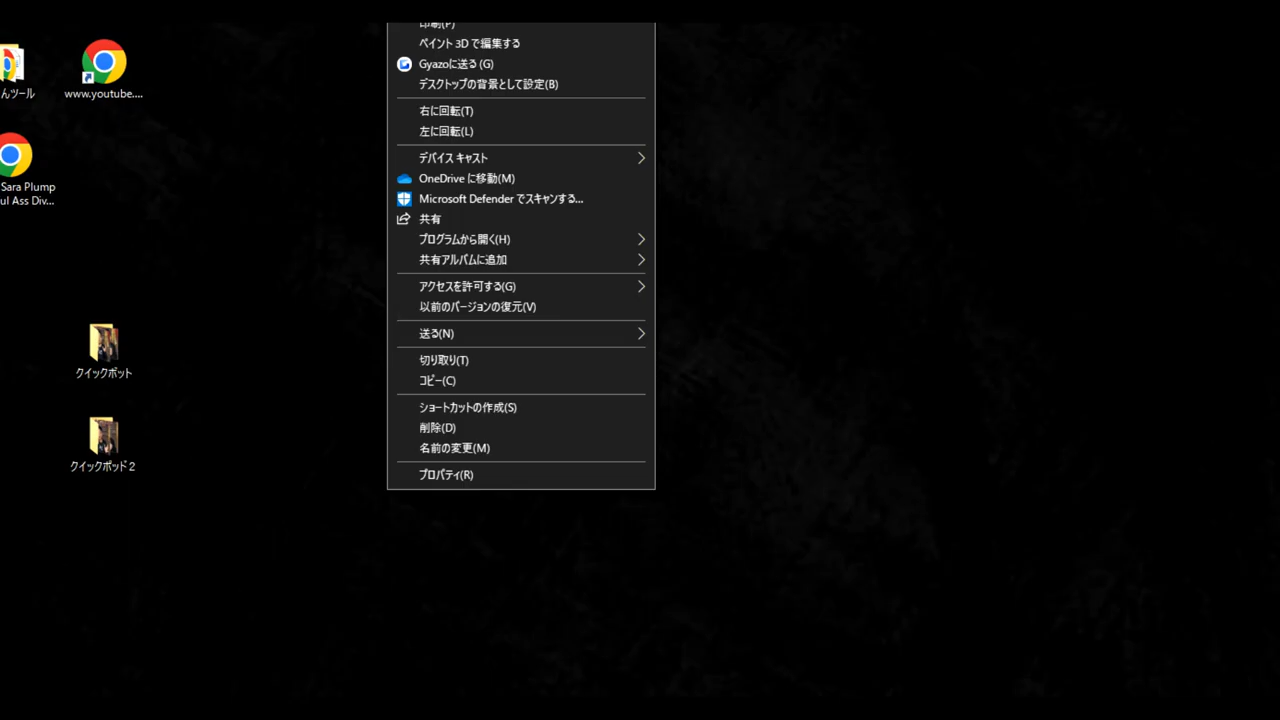 印刷(P)
ペイント 3D で編集する
Gyazoに送る (G)
デスクトップの背景として設定(B)
右に回転(T)
左に回転(L)
デバイス キャスト
OneDrive に移動(M)
Microsoft Defender でスキャンする...
共有
プログラムから開く(H)
共有アルバムに追加
アクセスを許可する(G)
以前のバージョンの復元(V)
送る(N)
切り取り(T)
コピー(C)
ショートカットの作成(S)
削除(D)
名前の変更(M)
プロパティ(R)
んツール
www.youtube....
Sara Plump
ul Ass Div...
クイックポット
クイックポッド２